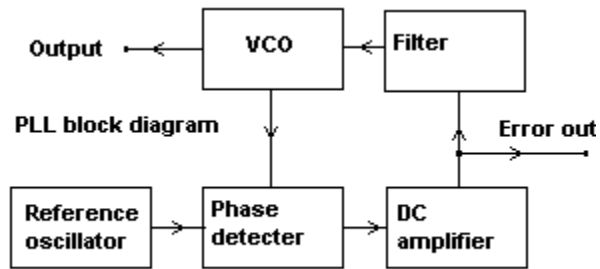 Output
VCO
Filter
PLL block diagram
Error out
Reference
oscillator
Phase
detecter
DC
amplifier